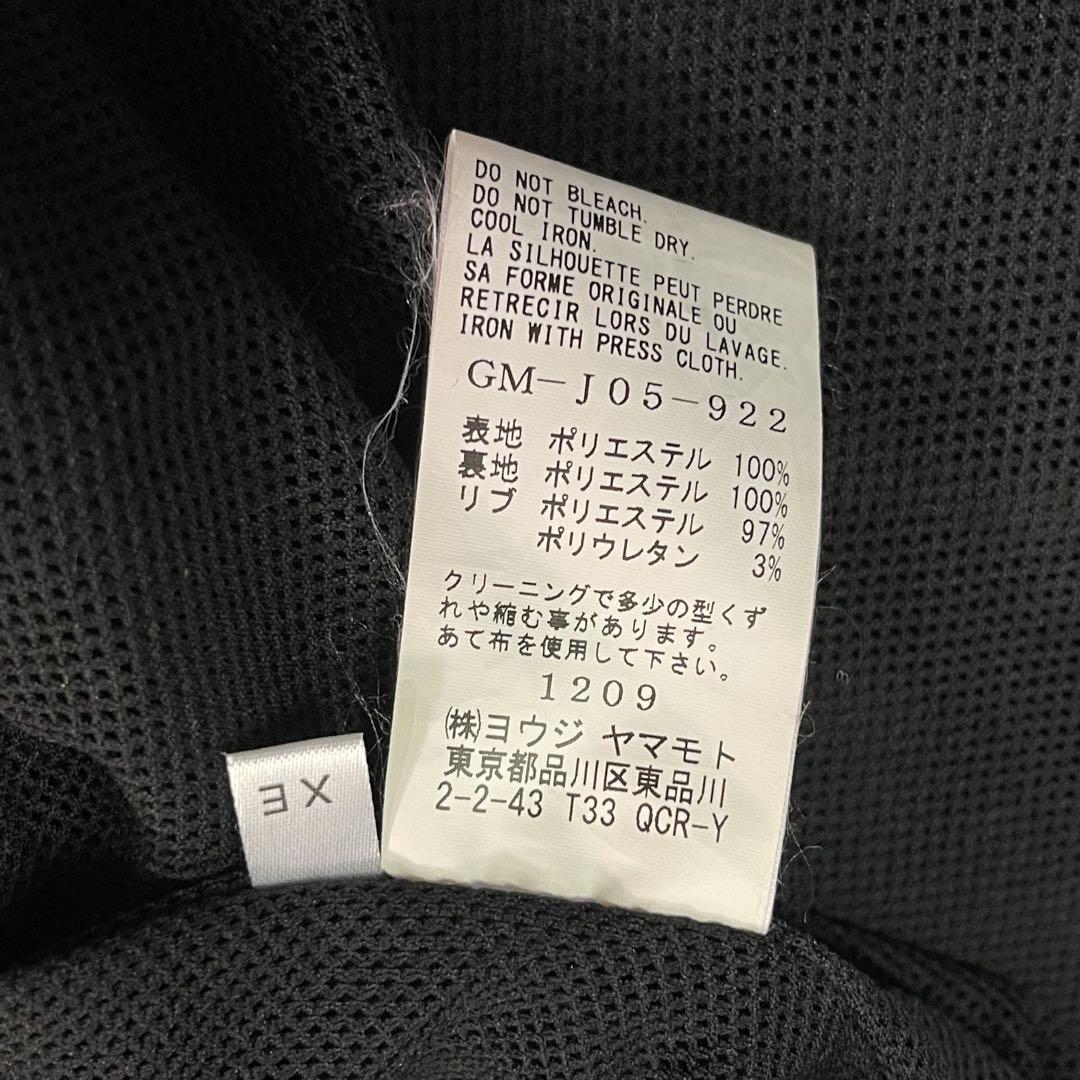 DO NOT BLEACH.
DO NOT TUMBLE DRY.
COOL IRON.
LA SILHOUETTE PEUT PERDRE
SA FORME ORIGINALE OU
RETRECIR LORS DU LAVAGE.
IRON WITH PRESS CLOTH.
GM-J05-922
表地 ポリエステル 100%
裏地 ポリエステル 100%
リブ ポリエステル 97%
ポリウレタン 3%
クリーニングで多少の型くず
れや縮む事があります。
あて布を使用して下さい。
1209
㈱ヨウジ ヤマモト
東京都品川区東品川
2-2-43 T33 QCR-Y
XE